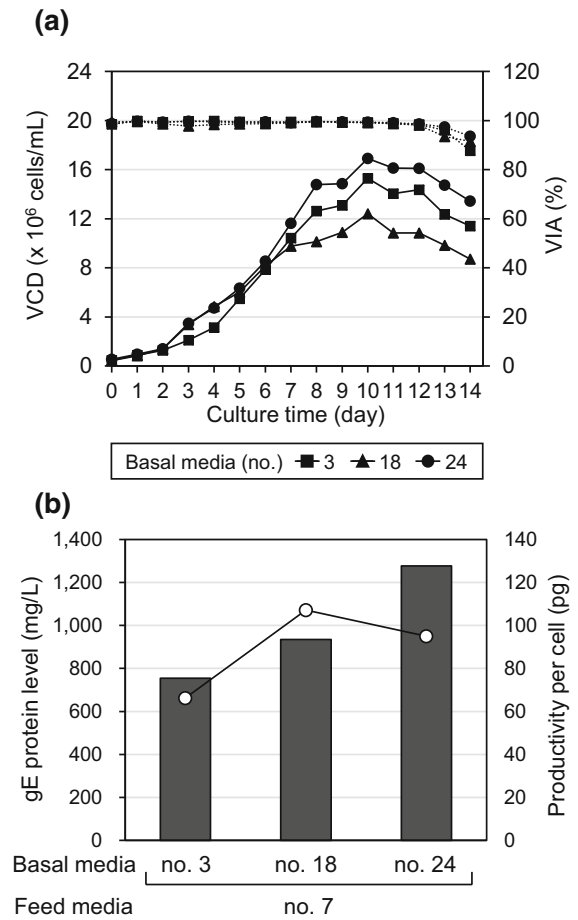 (a)
24 120
20 100
16 80
12 60
8 40
4 20
0 0
VCD (x 10⁶ cells/mL)
VIA (%)
0 1 2 3 4 5 6 7 8 9 10 11 12 13 14
Culture time (day)
Basal media (no.) 3 18 24
(b)
1,400 140
1,200 120
1,000 100
800 80
600 60
400 40
200 20
0 0
gE protein level (mg/L)
Productivity per cell (pg)
Basal media no. 3 no. 18 no. 24
Feed media no. 7